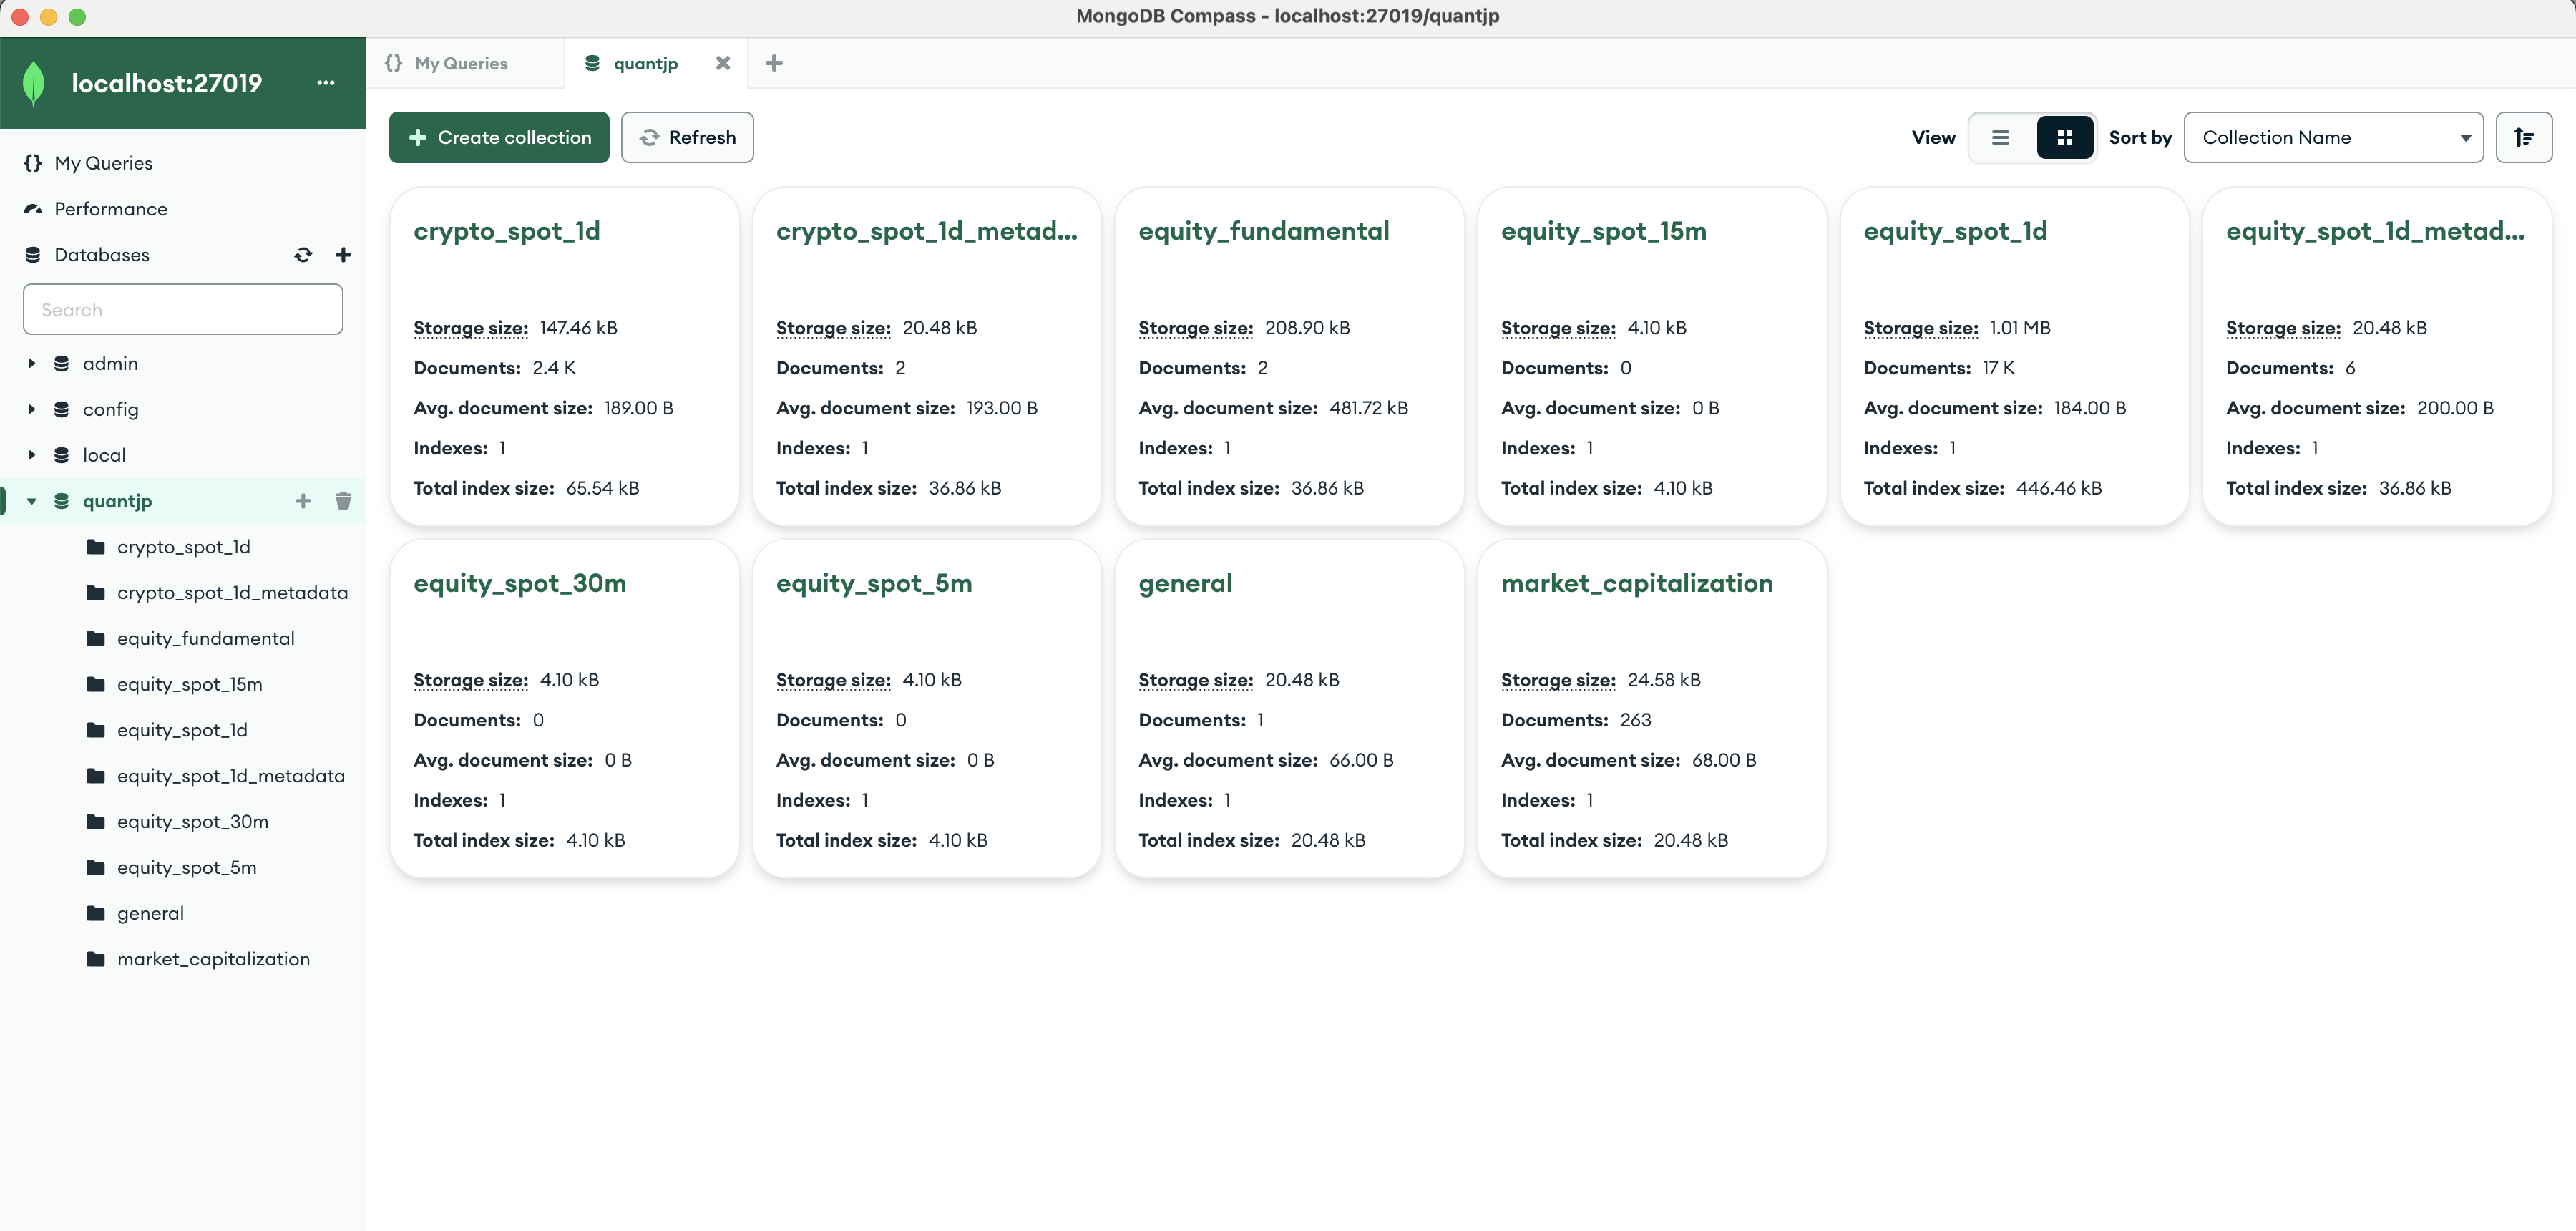 MongoDB Compass - localhost:27019/quantjp
localhost:27019
My Queries
Performance
Databases
Search
admin
config
local
quantjp
crypto_spot_1d
crypto_spot_1d_metadata
equity_fundamental
equity_spot_15m
equity_spot_1d
equity_spot_1d_metadata
equity_spot_30m
equity_spot_5m
general
market_capitalization
My Queries
quantjp
Create collection
Refresh
View
Sort by
Collection Name
crypto_spot_1d
Storage size: 147.46 kB
Documents: 2.4 K
Avg. document size: 189.00 B
Indexes: 1
Total index size: 65.54 kB
crypto_spot_1d_metad...
Storage size: 20.48 kB
Documents: 2
Avg. document size: 193.00 B
Indexes: 1
Total index size: 36.86 kB
equity_fundamental
Storage size: 208.90 kB
Documents: 2
Avg. document size: 481.72 kB
Indexes: 1
Total index size: 36.86 kB
equity_spot_15m
Storage size: 4.10 kB
Documents: 0
Avg. document size: 0 B
Indexes: 1
Total index size: 4.10 kB
equity_spot_1d
Storage size: 1.01 MB
Documents: 17 K
Avg. document size: 184.00 B
Indexes: 1
Total index size: 446.46 kB
equity_spot_1d_metad...
Storage size: 20.48 kB
Documents: 6
Avg. document size: 200.00 B
Indexes: 1
Total index size: 36.86 kB
equity_spot_30m
Storage size: 4.10 kB
Documents: 0
Avg. document size: 0 B
Indexes: 1
Total index size: 4.10 kB
equity_spot_5m
Storage size: 4.10 kB
Documents: 0
Avg. document size: 0 B
Indexes: 1
Total index size: 4.10 kB
general
Storage size: 20.48 kB
Documents: 1
Avg. document size: 66.00 B
Indexes: 1
Total index size: 20.48 kB
market_capitalization
Storage size: 24.58 kB
Documents: 263
Avg. document size: 68.00 B
Indexes: 1
Total index size: 20.48 kB